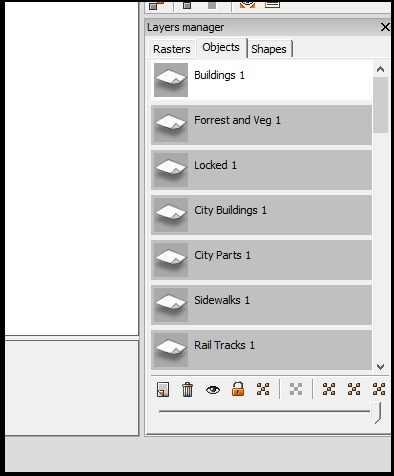 Layers manager
Rasters Objects Shapes
Buildings 1
Forrest and Veg 1
Locked 1
City Buildings 1
City Parts 1
Sidewalks 1
Rail Tracks 1